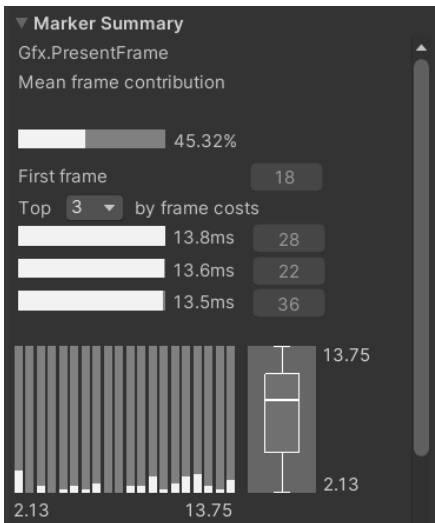 Marker Summary
Gfx.PresentFrame
Mean frame contribution
45.32%
First frame 18
Top 3 by frame costs
13.8ms 28
13.6ms 22
13.5ms 36
13.75
2.13
2.13 13.75